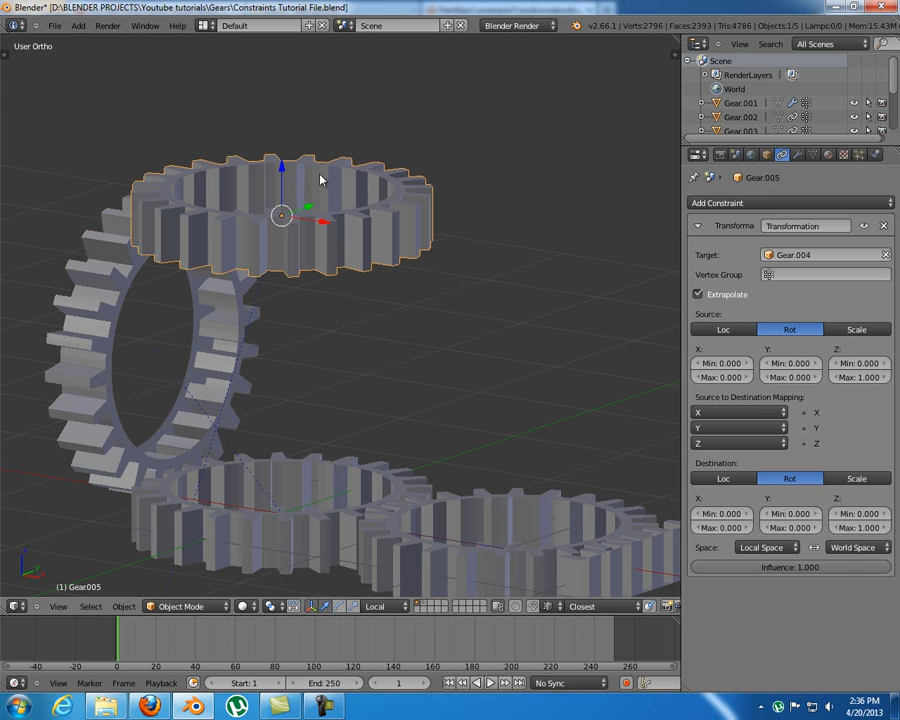 Blender* [D:\BLENDER PROJECTS\Youtube tutorials\Gears\Constraints Tutorial File.blend]
File Add Render Window Help Default Scene Blender Render v2.66.1 | Verts:2796 | Faces:2393 | Tris:4786 | Objects:1/5 | Lamps:0/0 | Mem:15.43M
User Ortho
View Search All Scenes
Scene
RenderLayers
World
Gear.001
Gear.002
Gear.003
Gear.005
Add Constraint
Transforma Transformation
Target: Gear.004
Vertex Group
Extrapolate
Source:
Loc Rot Scale
X: Y: Z:
Min: 0.000 Min: 0.000 Min: 0.000
Max: 0.000 Max: 0.000 Max: 1.000
Source to Destination Mapping:
X » X
Y » Y
Z » Z
Destination:
Loc Rot Scale
X: Y: Z:
Min: 0.000 Min: 0.000 Min: 0.000
Max: 0.000 Max: 0.000 Max: 1.000
Space: Local Space World Space
Influence: 1.000
(1) Gear.005
View Select Object Object Mode Local Closest
-40 -20 0 20 40 60 80 100 120 140 160 180 200 220 240 260
View Marker Frame Playback Start: 1 End: 250 1 No Sync
2:36 PM
4/20/2013